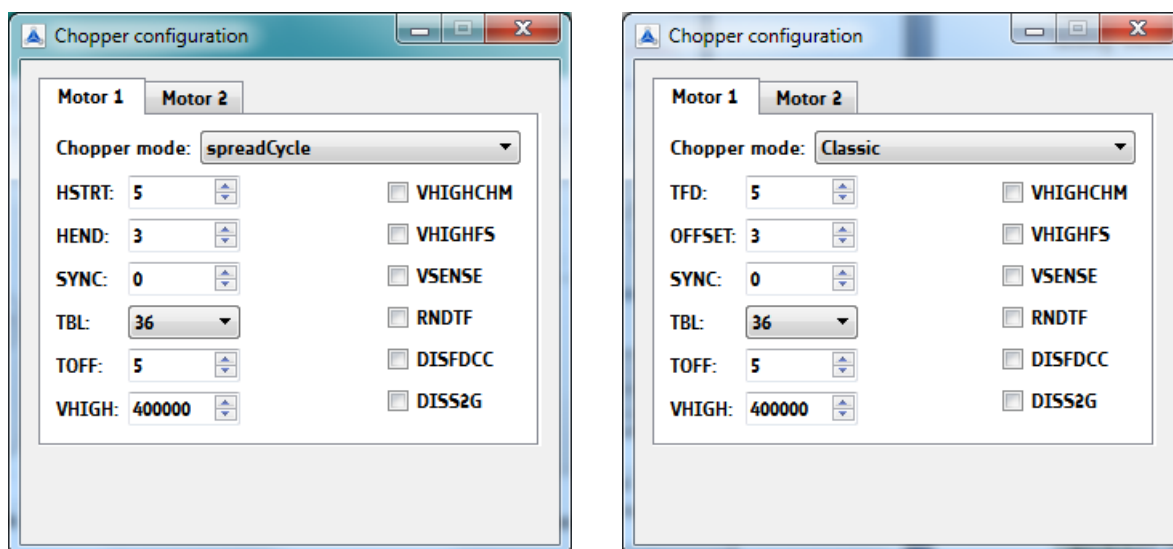 Chopper configuration
Motor 1 Motor 2
Chopper mode: spreadCycle
HSTRT: 5 VHIGHCHM
HEND: 3 VHIGHFS
SYNC: 0 VSENSE
TBL: 36 RNDTF
TOFF: 5 DISFDCC
VHIGH: 400000 DISS2G
Chopper configuration
Motor 1 Motor 2
Chopper mode: Classic
TFD: 5 VHIGHCHM
OFFSET: 3 VHIGHFS
SYNC: 0 VSENSE
TBL: 36 RNDTF
TOFF: 5 DISFDCC
VHIGH: 400000 DISS2G